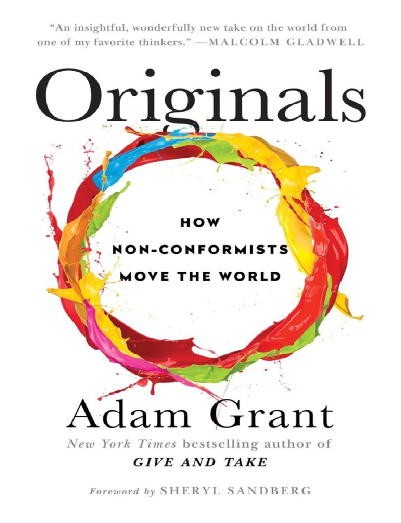 “An insightful, wonderfully new take on the world from
one of my favorite thinkers.” —MALCOLM GLADWELL
Originals
HOW
NON-CONFORMISTS
MOVE THE WORLD
Adam Grant
New York Times bestselling author of
GIVE AND TAKE
Foreword by SHERYL SANDBERG